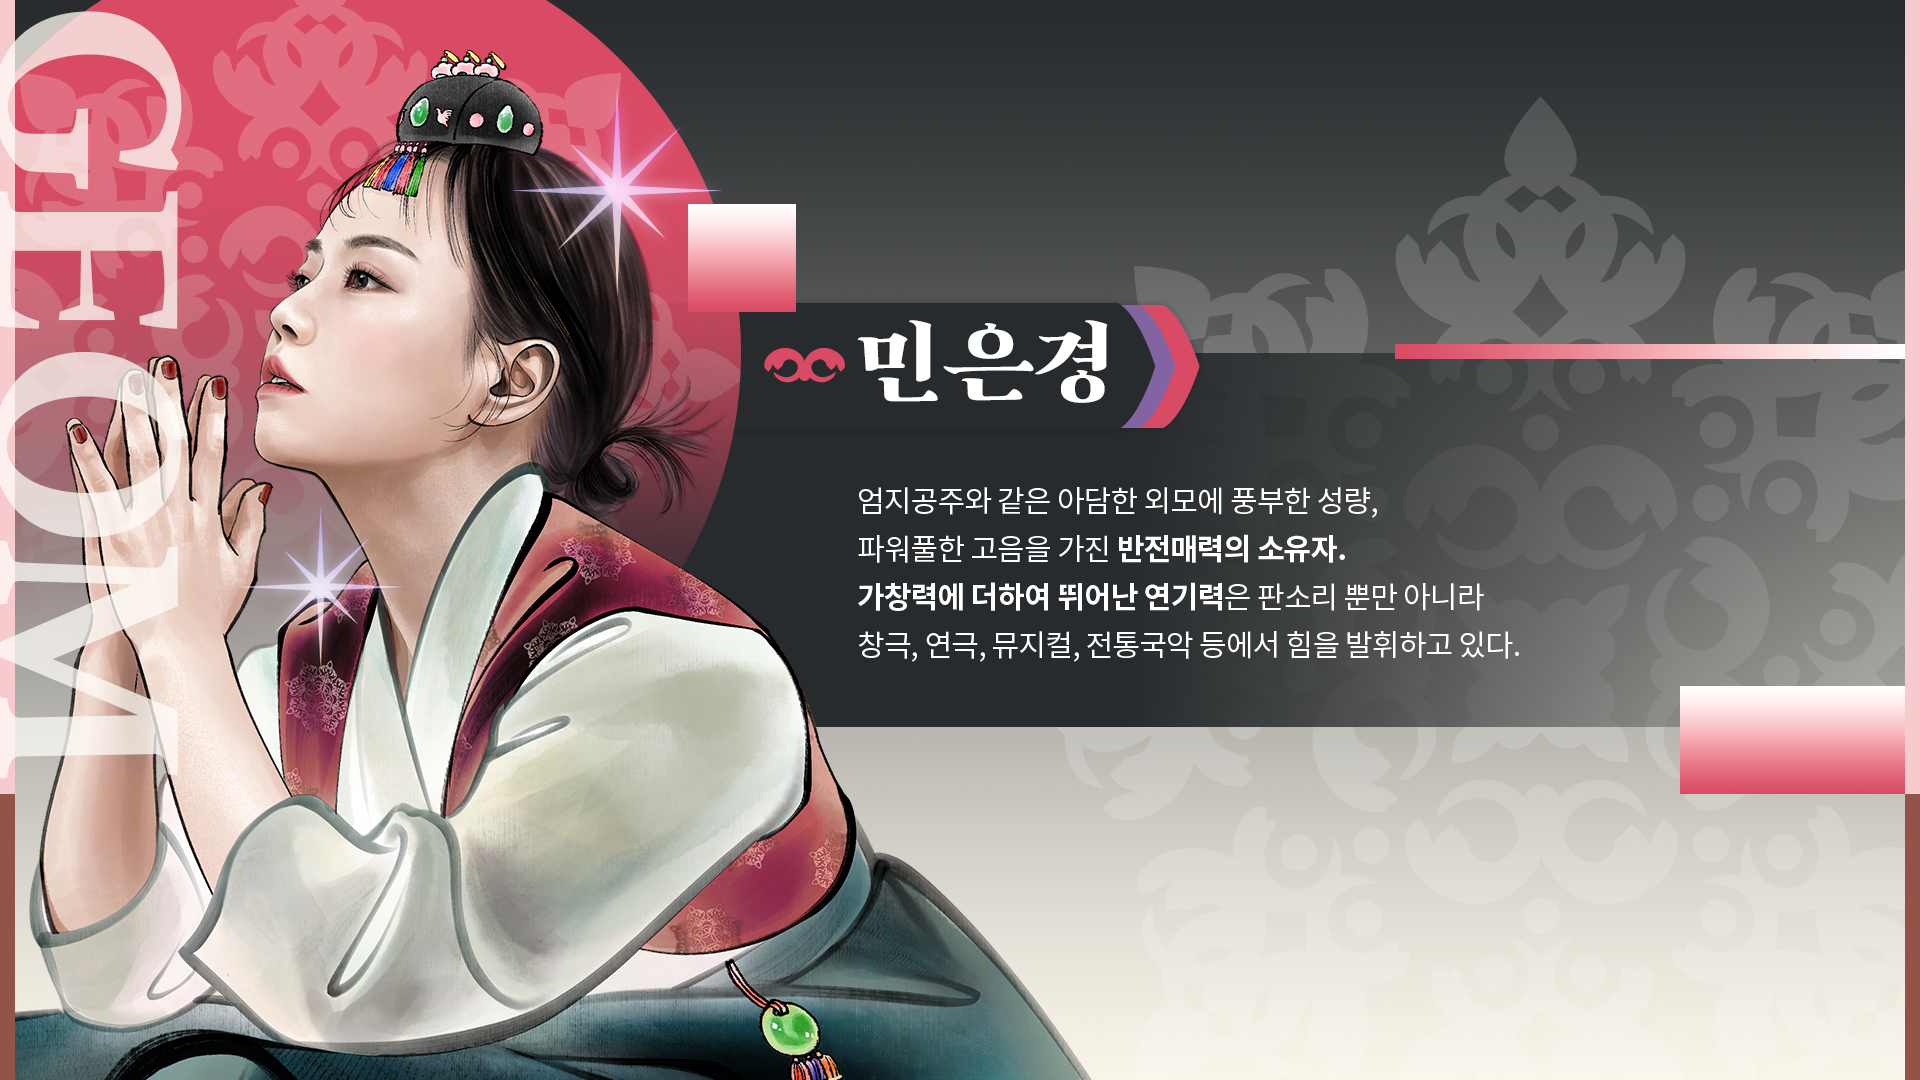 GEOMI
민은경
엄지공주와 같은 아담한 외모에 풍부한 성량,
파워풀한 고음을 가진 반전매력의 소유자.
가창력에 더하여 뛰어난 연기력은 판소리 뿐만 아니라
창극, 연극, 뮤지컬, 전통국악 등에서 힘을 발휘하고 있다.